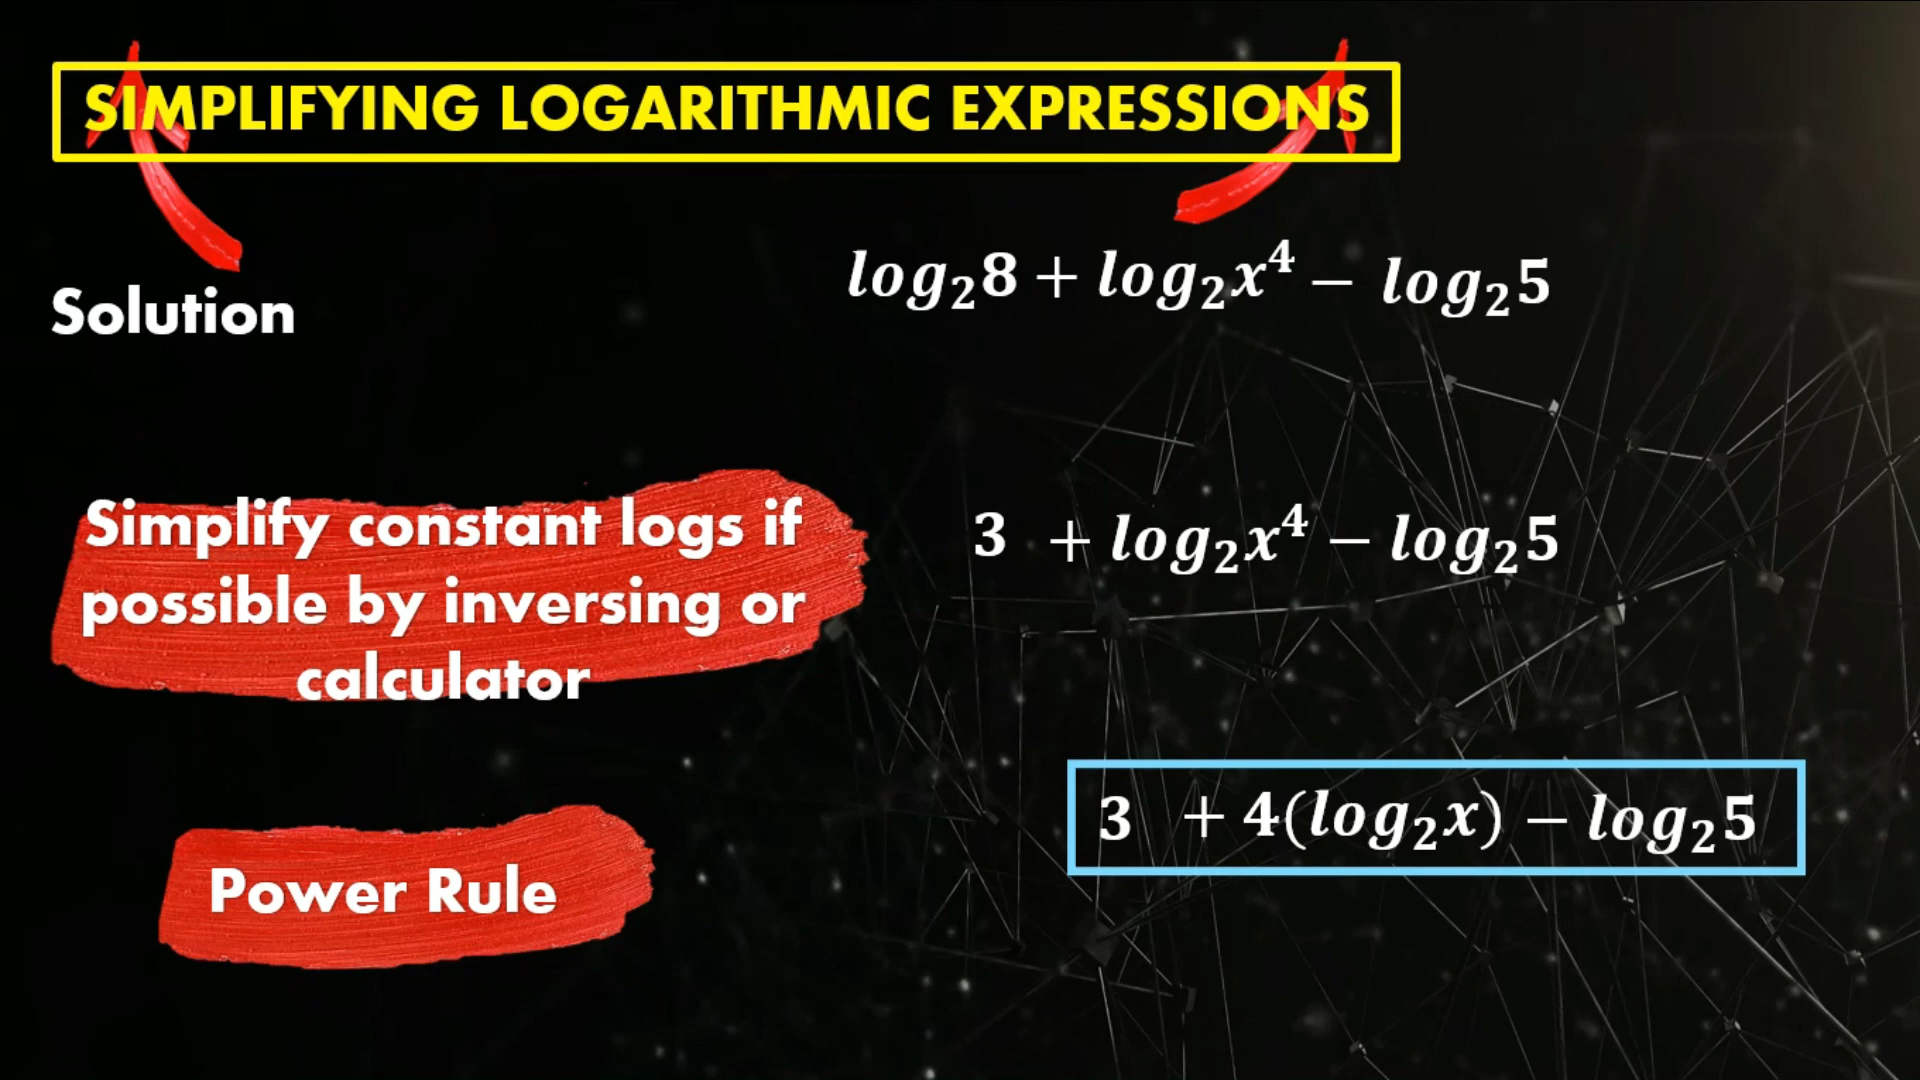 SIMPLIFYING LOGARITHMIC EXPRESSIONS
log₂8 + log₂x⁴ − log₂5
Solution
Simplify constant logs if
possible by inversing or
calculator
3 + log₂x⁴ − log₂5
3 + 4(log₂x) − log₂5
Power Rule